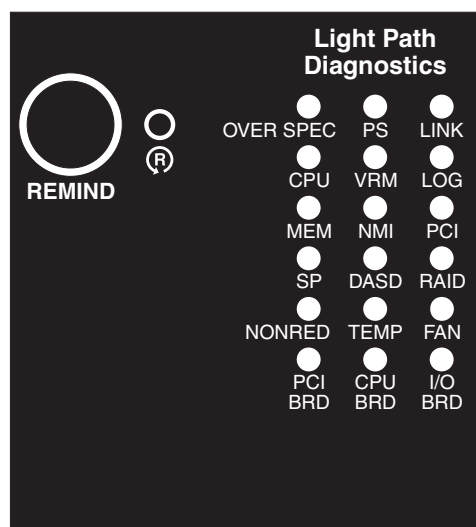 Light Path
Diagnostics
REMIND
R
OVER SPEC PS LINK
CPU VRM LOG
MEM NMI PCI
SP DASD RAID
NONRED TEMP FAN
PCI CPU I/O
BRD BRD BRD